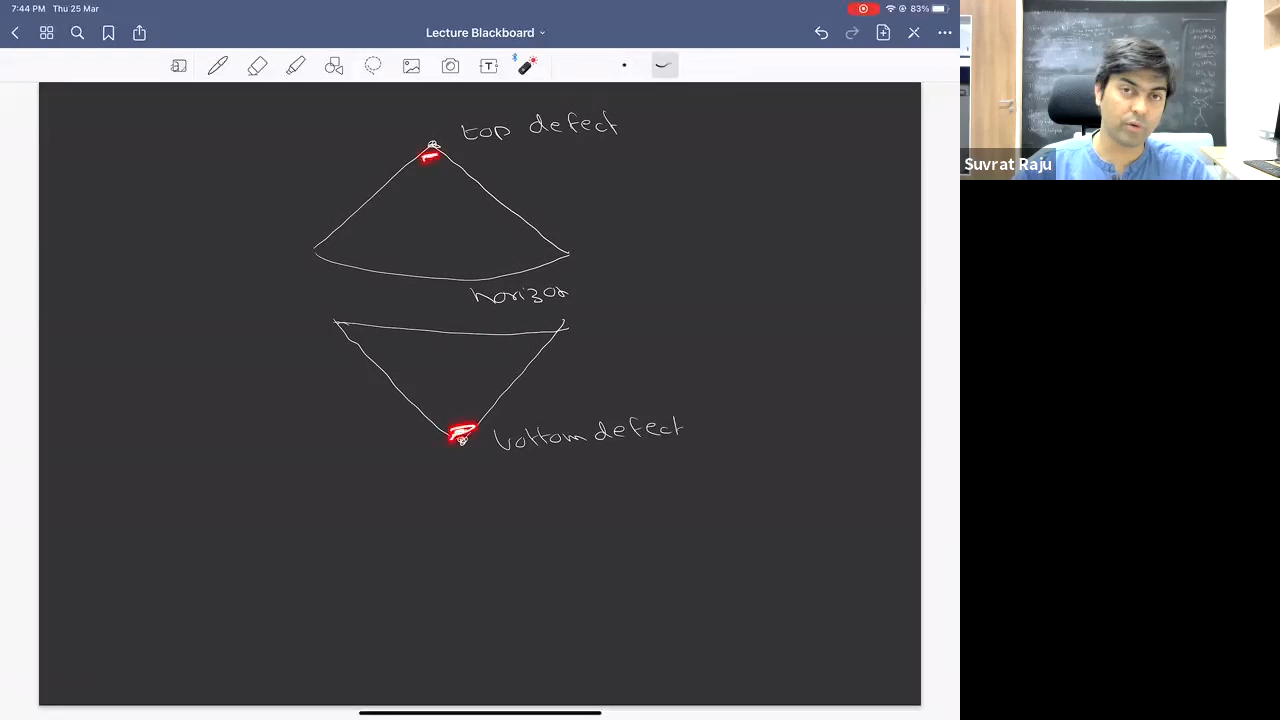 7:44 PM Thu 25 Mar
83%
Lecture Blackboard
T
top defect
Suvrat Raju
horizon
bottom defect